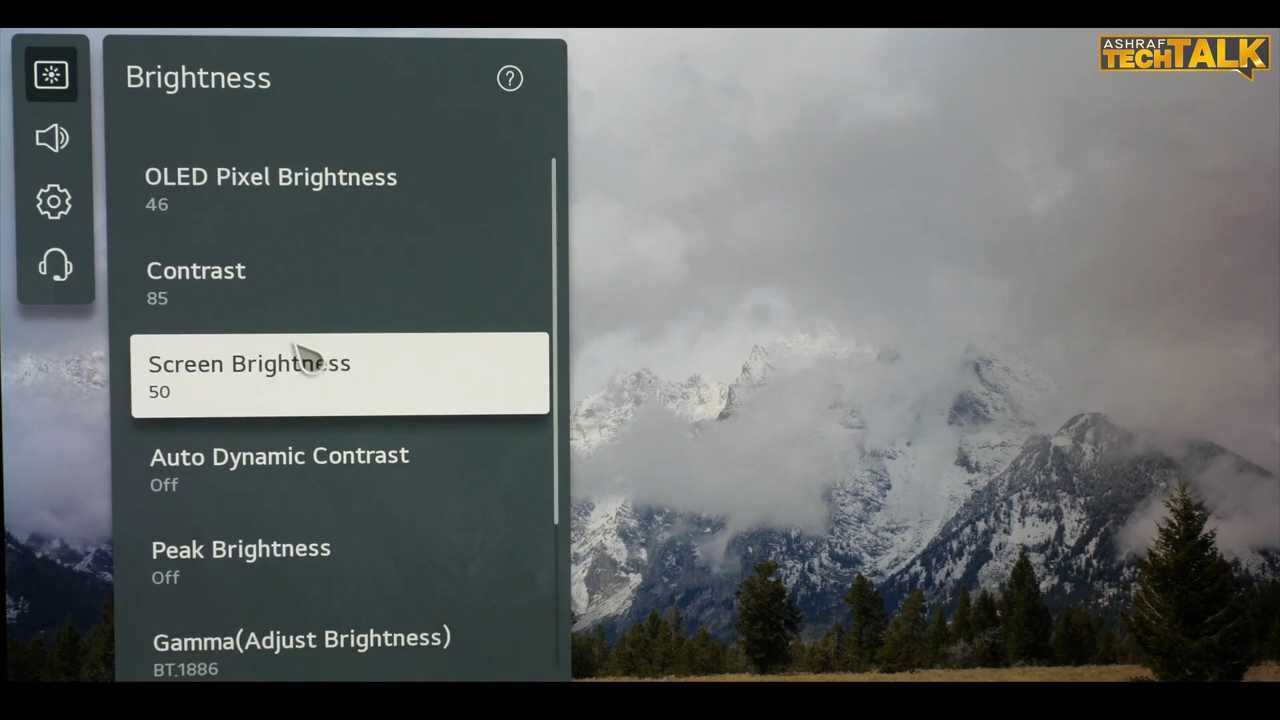 Brightness
OLED Pixel Brightness
46
Contrast
85
Screen Brightness
50
Auto Dynamic Contrast
Off
Peak Brightness
Off
Gamma(Adjust Brightness)
BT.1886
ASHRAF
TECHTALK